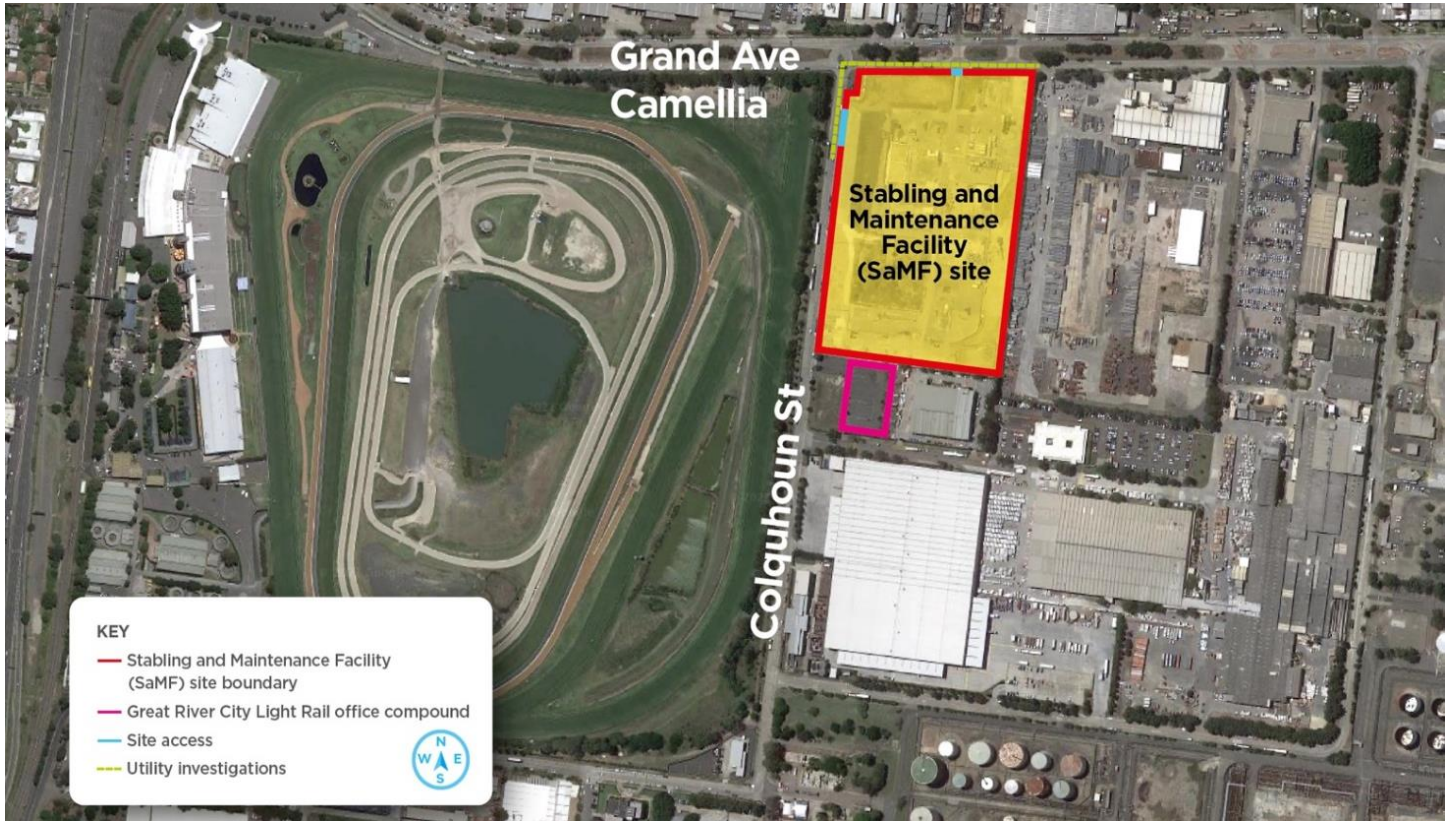 Grand Ave
Camellia
Stabling and
Maintenance
Facility
(SaMF) site
Colquhoun St
KEY
Stabling and Maintenance Facility
(SaMF) site boundary
Great River City Light Rail office compound
Site access
Utility investigations
N
W E
S